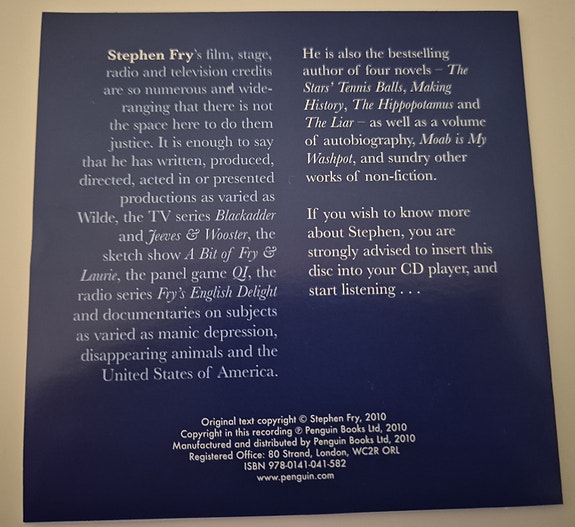 Stephen Fry's film, stage,
radio and television credits
are so numerous and wide-
ranging that there is not
the space here to do them
justice. It is enough to say
that he has written, produced,
directed, acted in or presented
productions as varied as
Wilde, the TV series Blackadder
and Jeeves & Wooster, the
sketch show A Bit of Fry &
Laurie, the panel game QI, the
radio series Fry's English Delight
and documentaries on subjects
as varied as manic depression,
disappearing animals and the
United States of America.
He is also the bestselling
author of four novels – The
Stars' Tennis Balls, Making
History, The Hippopotamus and
The Liar – as well as a volume
of autobiography, Moab is My
Washpot, and sundry other
works of non-fiction.
If you wish to know more
about Stephen, you are
strongly advised to insert this
disc into your CD player, and
start listening . . .
Original text copyright © Stephen Fry, 2010
Copyright in this recording ℗ Penguin Books Ltd, 2010
Manufactured and distributed by Penguin Books Ltd, 2010
Registered Office: 80 Strand, London, WC2R ORL
ISBN 978-0141-041-582
www.penguin.com